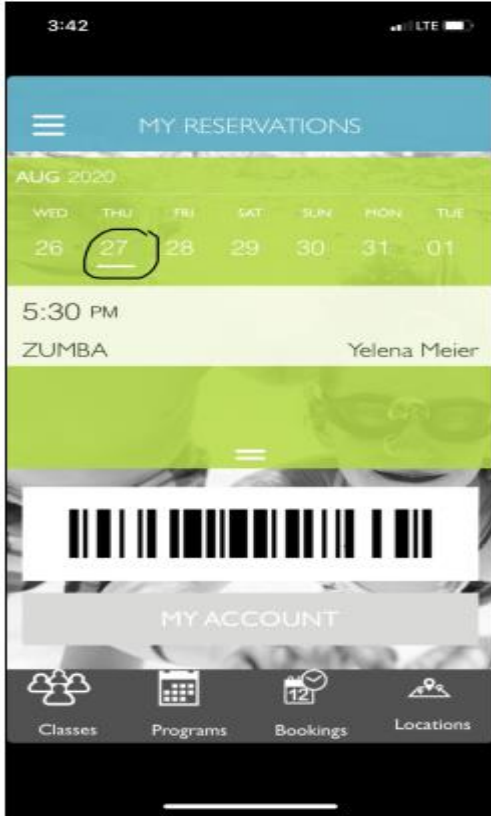 3:42 LTE
MY RESERVATIONS
AUG 2020
WED THU FRI SAT SUN MON TUE
26 27 28 29 30 31 01
5:30 PM
ZUMBA Yelena Meier
MY ACCOUNT
12
Classes Programs Bookings Locations